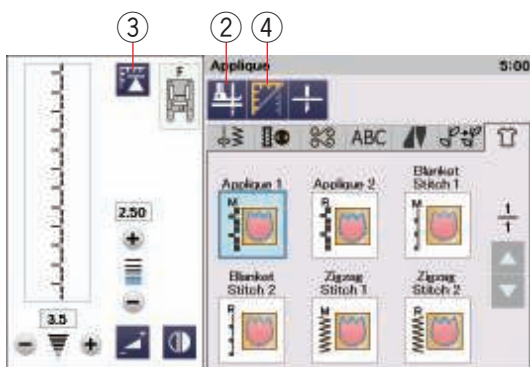 ③ ② ④
F
Applique 5:00
ABC
Applique 1 Applique 2 Blanket Stitch 1
M R M
2.50
1
1
Blanket Stitch 2 Zigzag Stitch 1 Zigzag Stitch 2
R M R
3.5